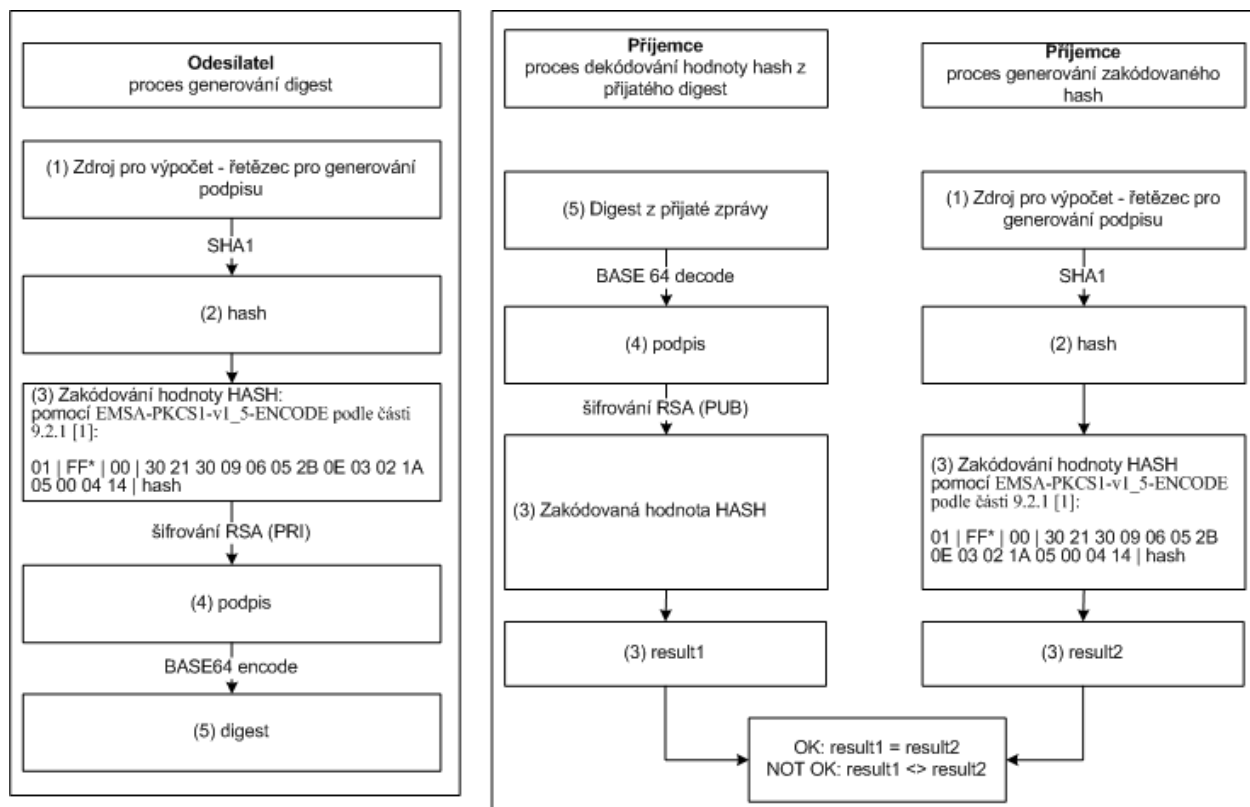 Odesílatel
proces generování digest
(1) Zdroj pro výpočet - řetězec pro generování
podpisu
SHA1
(2) hash
(3) Zakódování hodnoty HASH:
pomocí EMSA-PKCS1-v1_5-ENCODE podle části
9.2.1 [1]:
01 | FF* | 00 | 30 21 30 09 06 05 2B 0E 03 02 1A
05 00 04 14 | hash
šifrování RSA (PRI)
(4) podpis
BASE64 encode
(5) digest
Příjemce
proces dekódování hodnoty hash z
přijatého digest
(5) Digest z přijaté zprávy
BASE 64 decode
(4) podpis
šifrování RSA (PUB)
(3) Zakódovaná hodnota HASH
(3) result1
Příjemce
proces generování zakódovaného
hash
(1) Zdroj pro výpočet - řetězec pro
generování podpisu
SHA1
(2) hash
(3) Zakódování hodnoty HASH
pomocí EMSA-PKCS1-v1_5-ENCODE
podle části 9.2.1 [1]:
01 | FF* | 00 | 30 21 30 09 06 05 2B
0E 03 02 1A 05 00 04 14 | hash
(3) result2
OK: result1 = result2
NOT OK: result1 <> result2